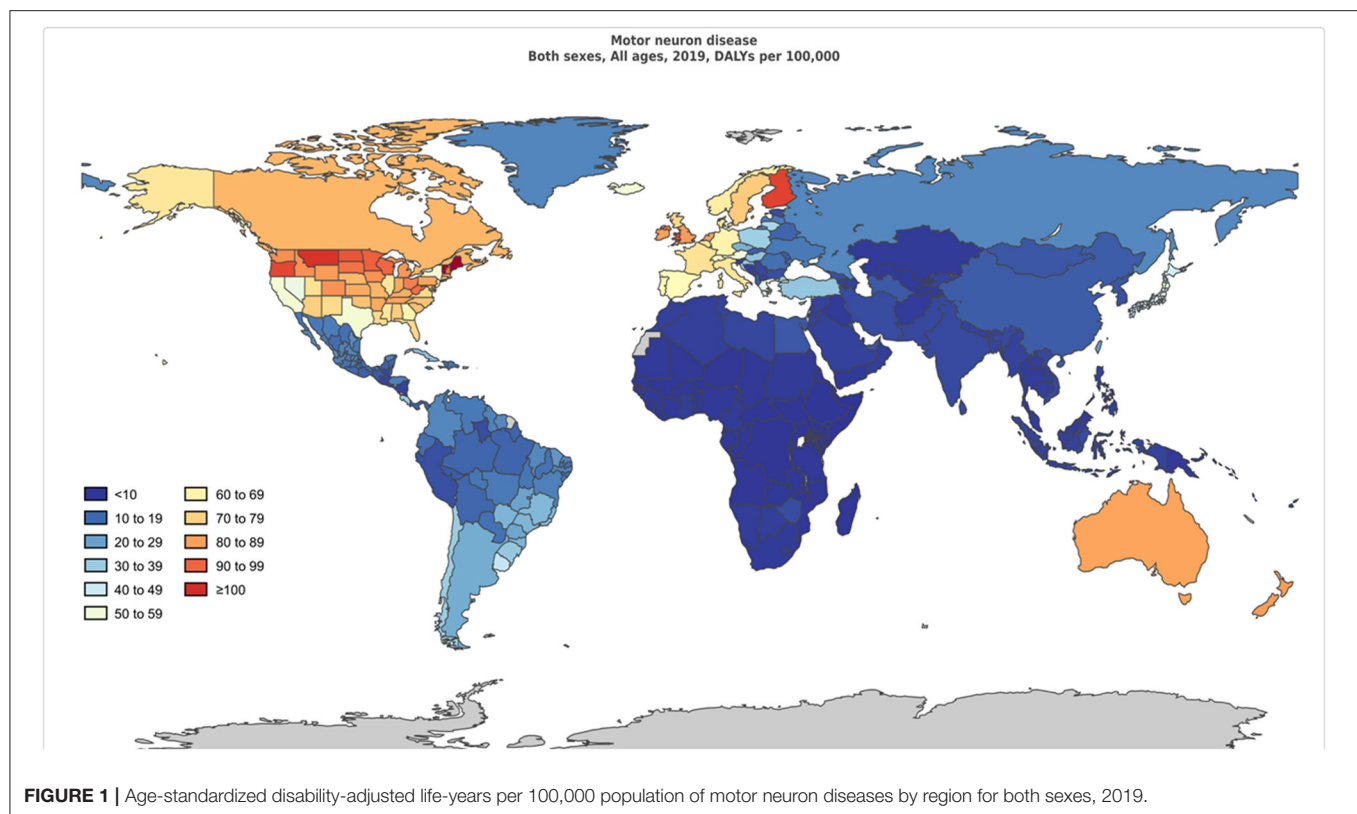 Motor neuron disease
Both sexes, All ages, 2019, DALYs per 100,000
<10
10 to 19
20 to 29
30 to 39
40 to 49
50 to 59
60 to 69
70 to 79
80 to 89
90 to 99
≥100
FIGURE 1 | Age-standardized disability-adjusted life-years per 100,000 population of motor neuron diseases by region for both sexes, 2019.